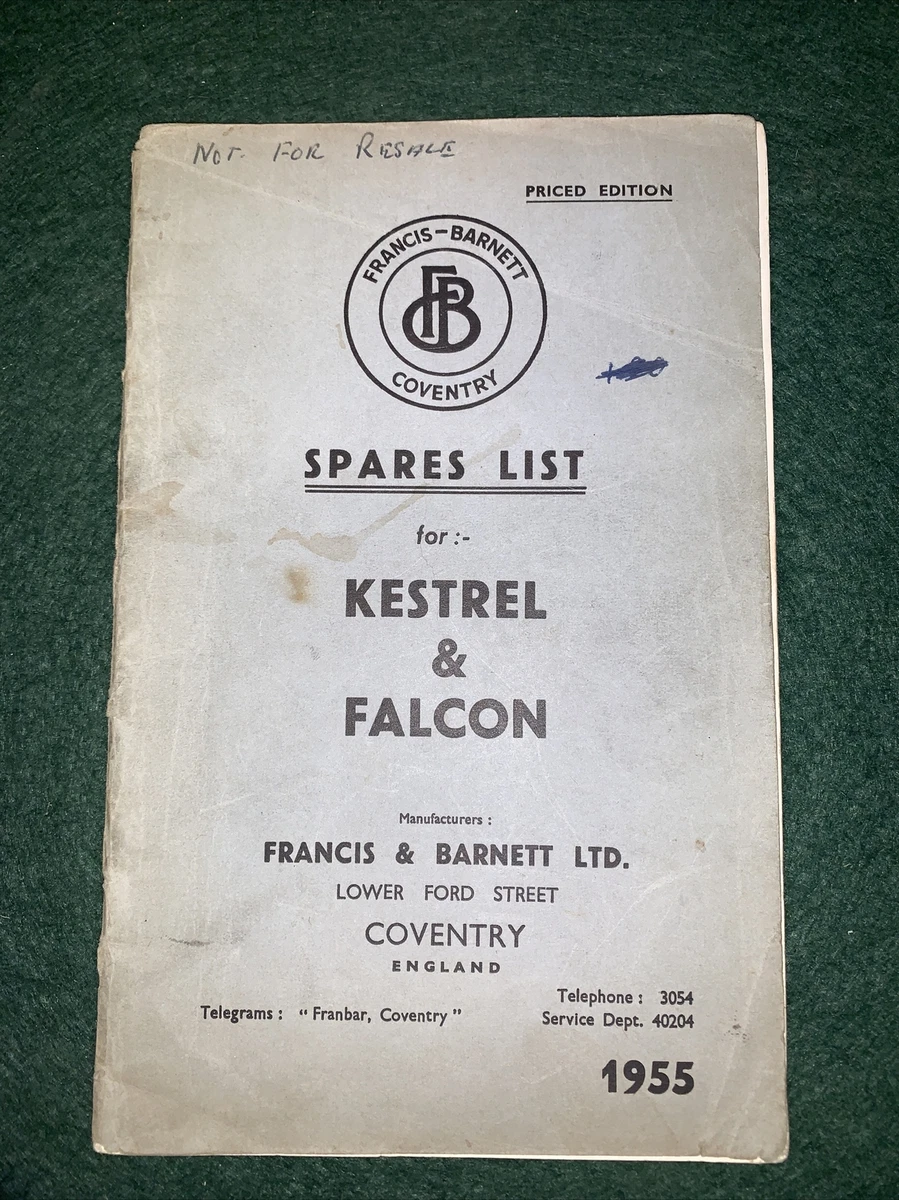 NOT. FOR RESALE
PRICED EDITION
FRANCIS-BARNETT
FB
COVENTRY
SPARES LIST
for :-
KESTREL
&
FALCON
Manufacturers :
FRANCIS & BARNETT LTD.
LOWER FORD STREET
COVENTRY
ENGLAND
Telegrams : "Franbar, Coventry"
Telephone : 3054
Service Dept. 40204
1955